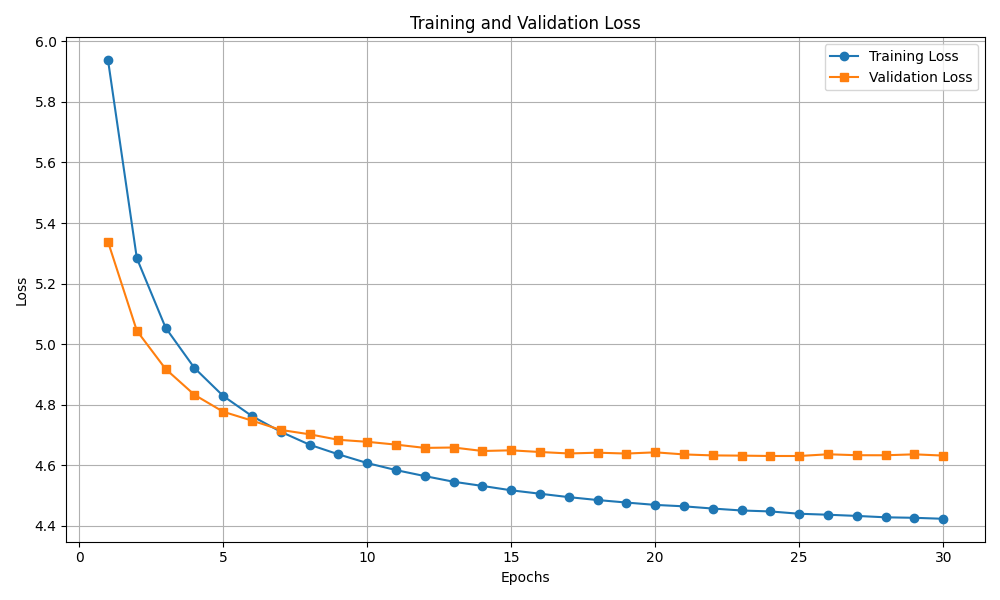 Training and Validation Loss
6.0
5.8
5.6
5.4
5.2
5.0
4.8
4.6
4.4
Loss
Training Loss
Validation Loss
0 5 10 15 20 25 30
Epochs